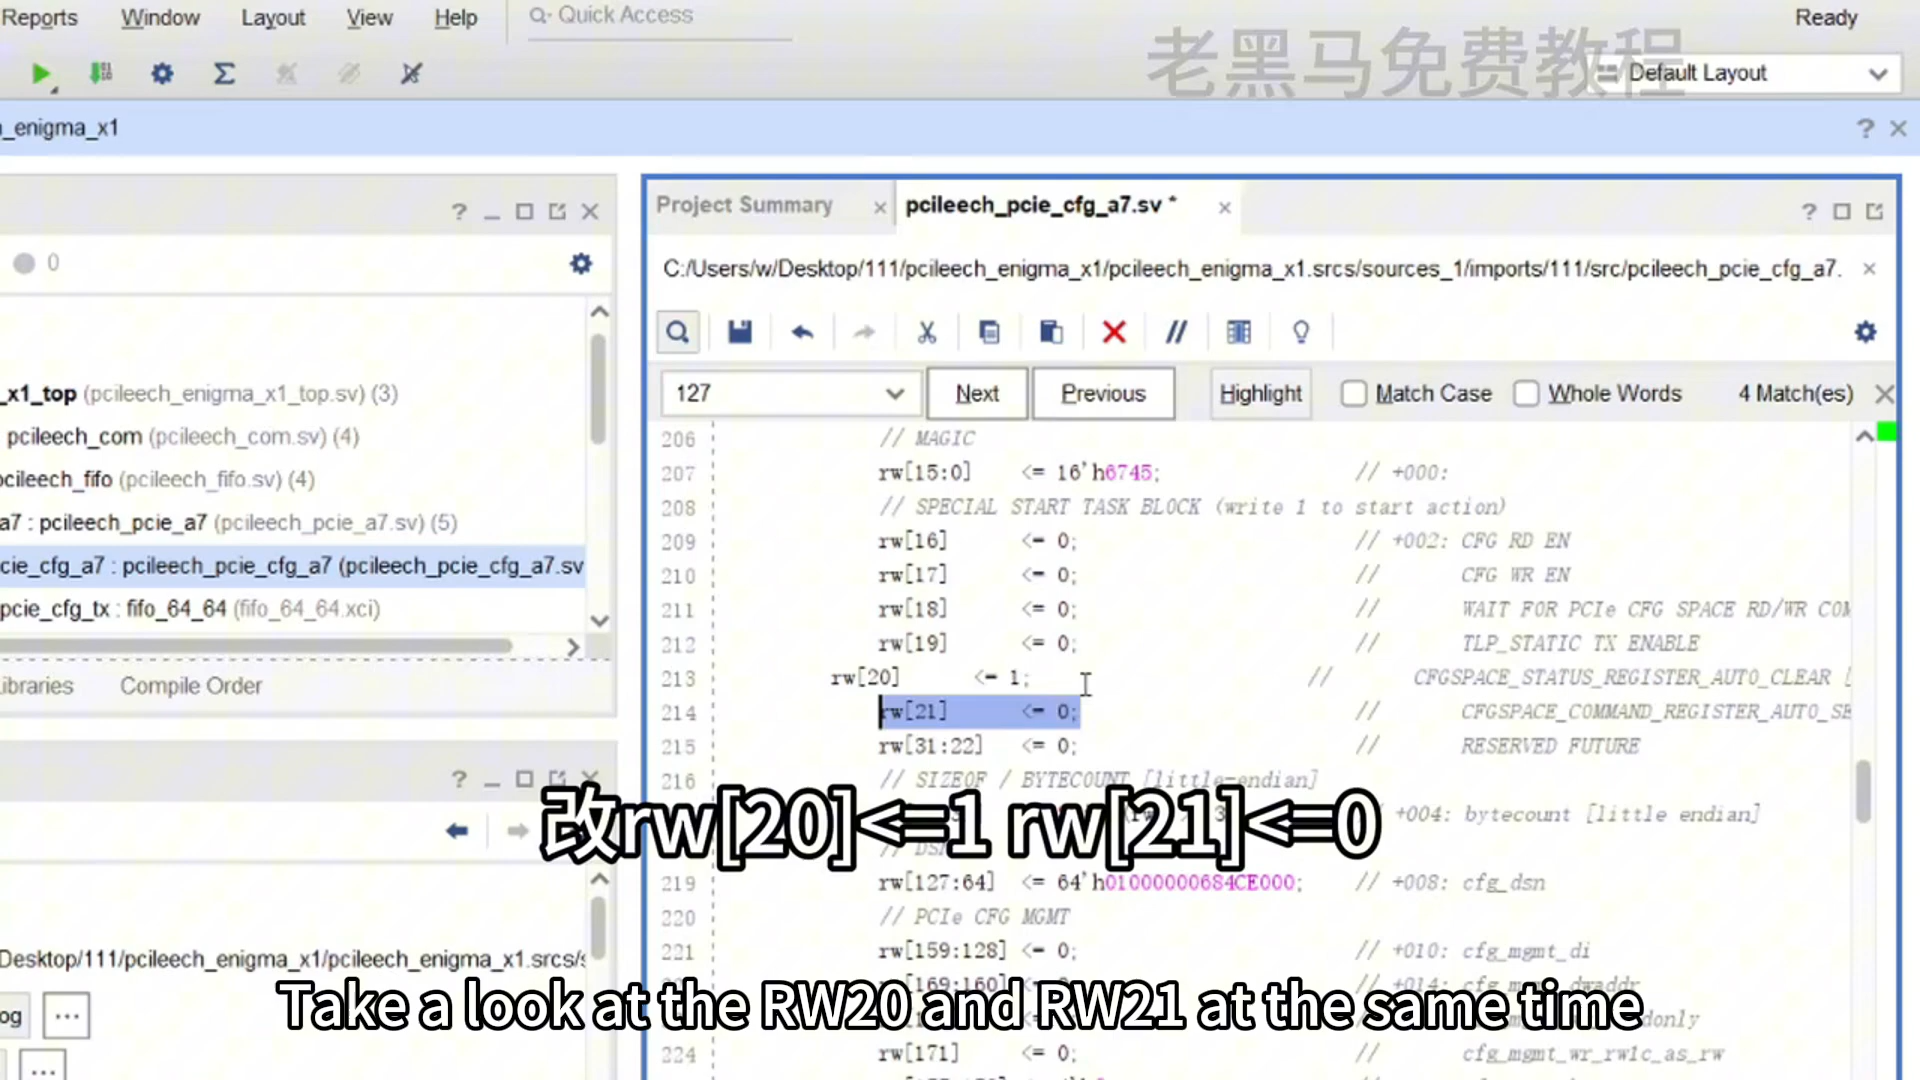 Reports Window Layout View Help Quick Access Ready
老黑马免费教程
Default Layout
_enigma_x1
Project Summary pcileech_pcie_cfg_a7.sv *
0
C:/Users/w/Desktop/111/pcileech_enigma_x1/pcileech_enigma_x1.srcs/sources_1/imports/111/src/pcileech_pcie_cfg_a7.
127 Next Previous Highlight Match Case Whole Words 4 Match(es)
_x1_top (pcileech_enigma_x1_top.sv) (3)
pcileech_com (pcileech_com.sv) (4)
pcileech_fifo (pcileech_fifo.sv) (4)
a7 : pcileech_pcie_a7 (pcileech_pcie_a7.sv) (5)
cie_cfg_a7 : pcileech_pcie_cfg_a7 (pcileech_pcie_cfg_a7.sv
pcie_cfg_tx : fifo_64_64 (fifo_64_64.xci)
ibraries Compile Order
206 // MAGIC
207 rw[15:0] <= 16'h6745; // +000:
208 // SPECIAL START TASK BLOCK (write 1 to start action)
209 rw[16] <= 0; // +002: CFG RD EN
210 rw[17] <= 0; // CFG WR EN
211 rw[18] <= 0; // WAIT FOR PCIe CFG SPACE RD/WR COM
212 rw[19] <= 0; // TLP_STATIC TX ENABLE
213 rw[20] <= 1; // CFGSPACE_STATUS_REGISTER_AUTO_CLEAR [
214 rw[21] <= 0; // CFGSPACE_COMMAND_REGISTER_AUTO_SE
215 rw[31:22] <= 0; // RESERVED FUTURE
216 // SIZEOF / BYTECOUNT [little-endian]
// +004: bytecount [little endian]
改rw[20]<=1 rw[21]<=0
219 rw[127:64] <= 64'h01000000684CE000; // +008: cfg_dsn
220 // PCIe CFG MGMT
221 rw[159:128] <= 0; // +010: cfg_mgmt_di
Desktop/111/pcileech_enigma_x1/pcileech_enigma_x1.srcs/s
rw[169:160] <= 0; // +014:
Take a look at the RW20 and RW21 at the same time
og ...
224 rw[171] <= 0; // cfg_mgmt_wr_rw1c_as_rw
...